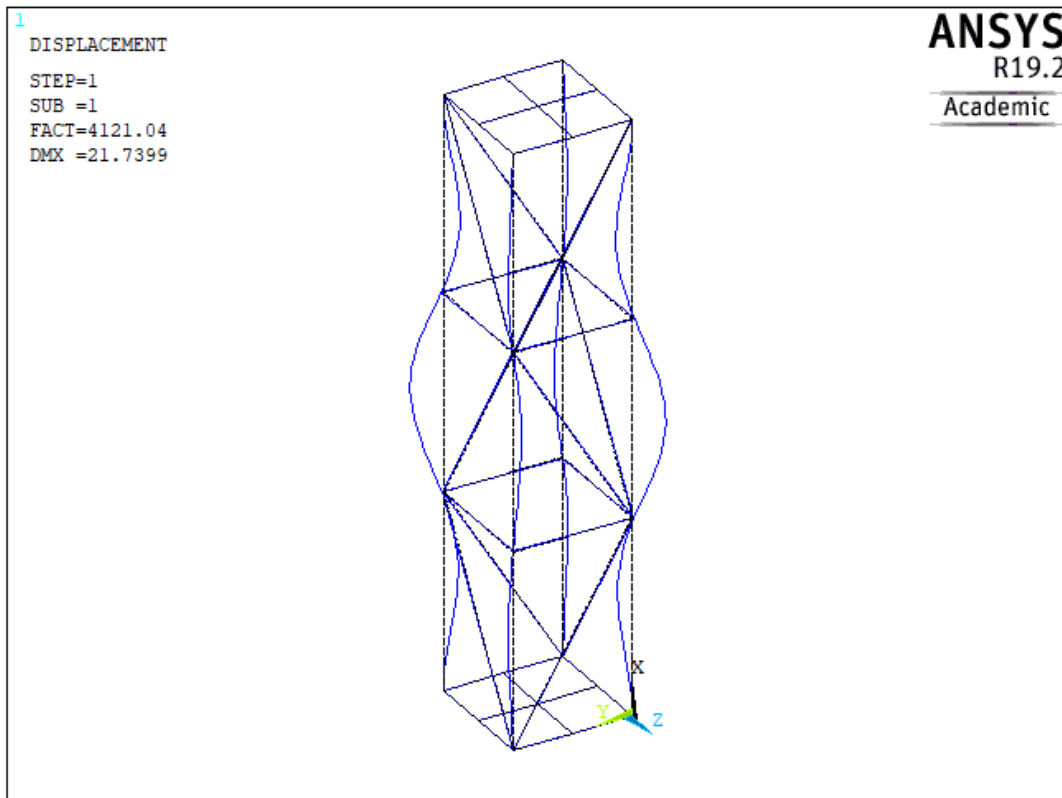 1
DISPLACEMENT
STEP=1
SUB =1
FACT=4121.04
DMX =21.7399
ANSYS
R19.2
Academic
X
Y
Z